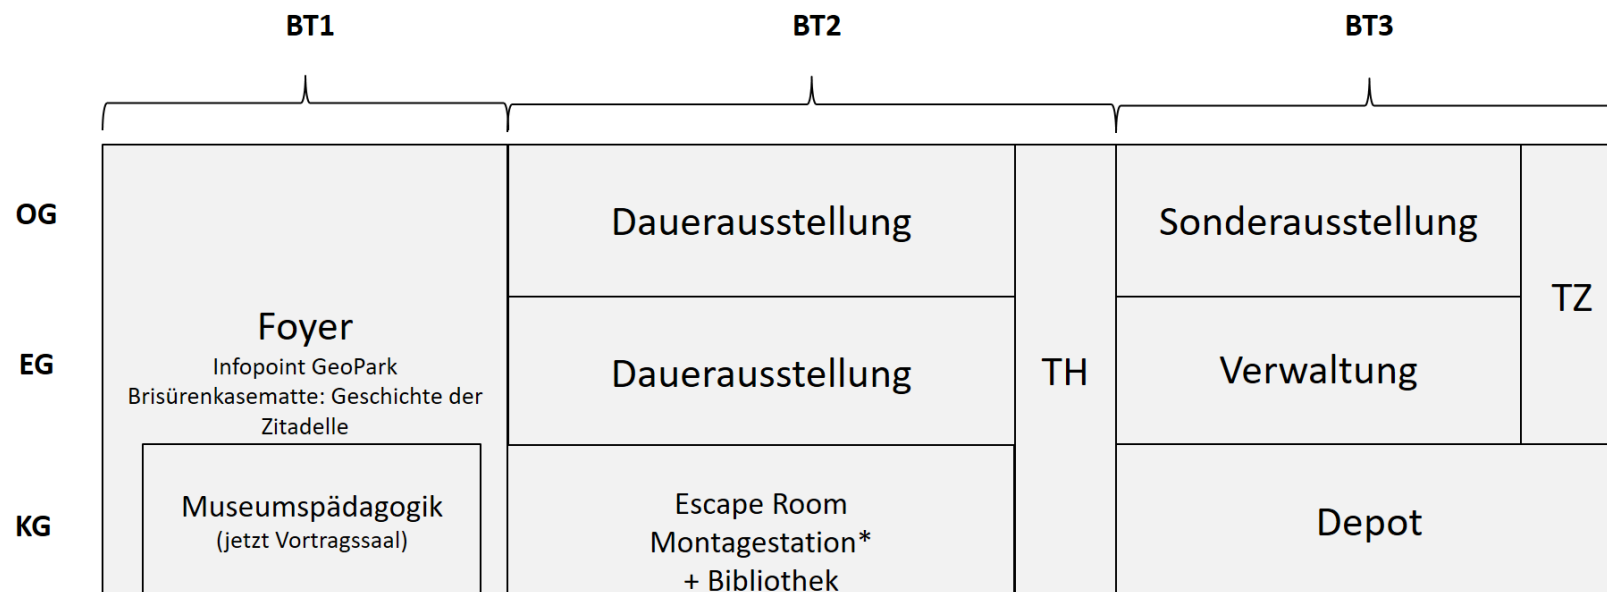 BT1
BT2
BT3
OG
Dauerausstellung
Sonderausstellung
TZ
Foyer
Infopoint GeoPark
Brisürenkasematte: Geschichte der
Zitadelle
EG
Dauerausstellung
TH
Verwaltung
KG
Museumspädagogik
(jetzt Vortragssaal)
Escape Room
Montagestation*
+ Bibliothek
Depot